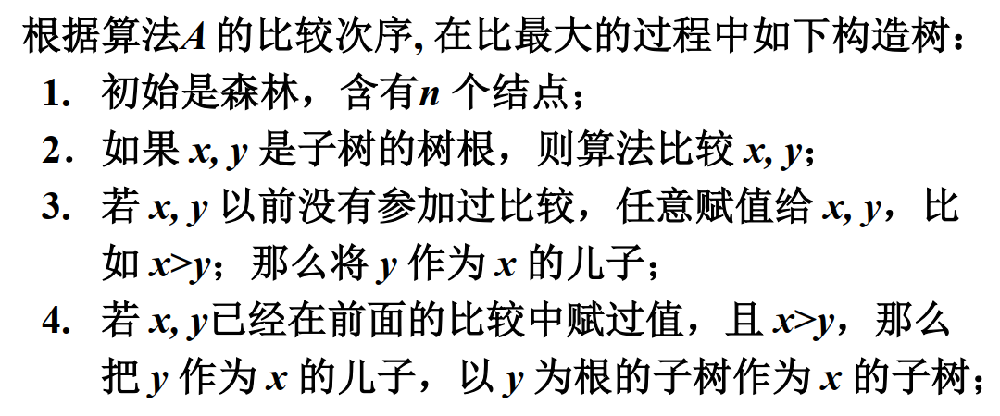 根据算法A 的比较次序, 在比最大的过程中如下构造树：
1. 初始是森林，含有n 个结点；
2. 如果 x, y 是子树的树根，则算法比较 x, y；
3. 若 x, y 以前没有参加过比较，任意赋值给 x, y，比
如 x>y；那么将 y 作为 x 的儿子；
4. 若 x, y已经在前面的比较中赋过值，且 x>y，那么
把 y 作为 x 的儿子，以 y 为根的子树作为 x 的子树；